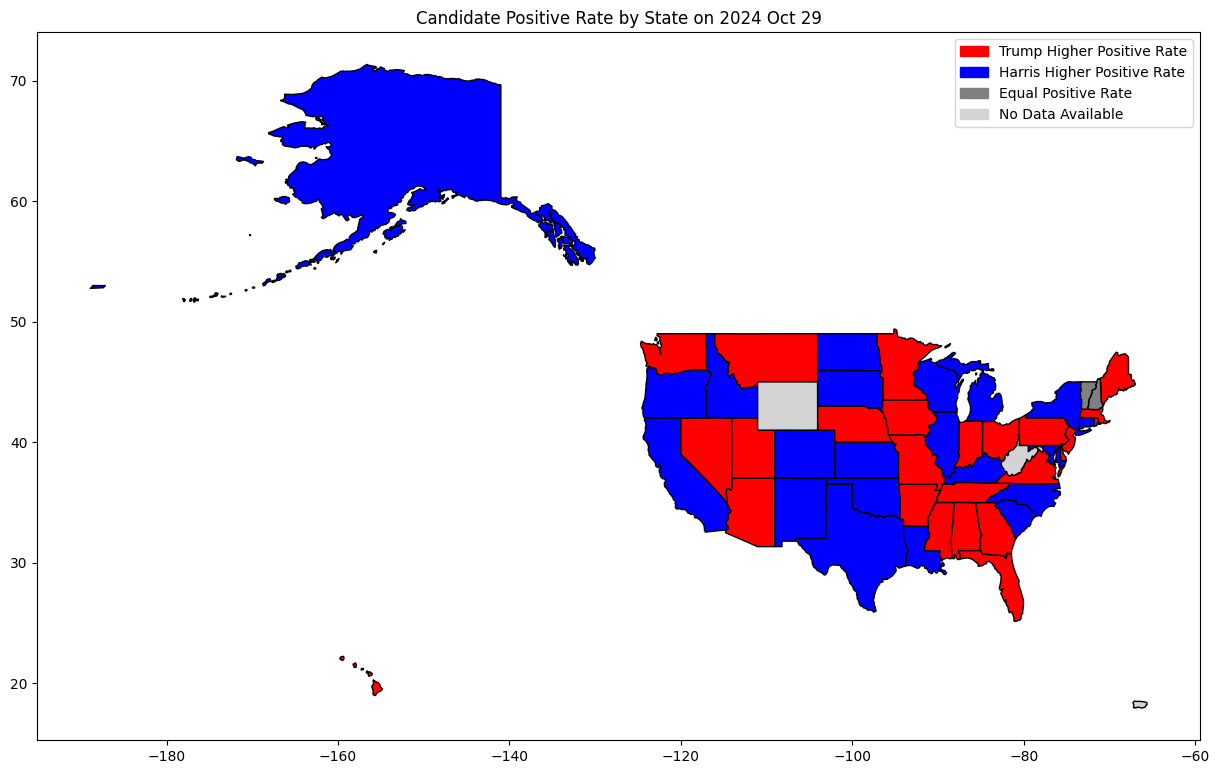 Candidate Positive Rate by State on 2024 Oct 29
Trump Higher Positive Rate
Harris Higher Positive Rate
Equal Positive Rate
No Data Available
70
60
50
40
30
20
−180
−160
−140
−120
−100
−80
−60